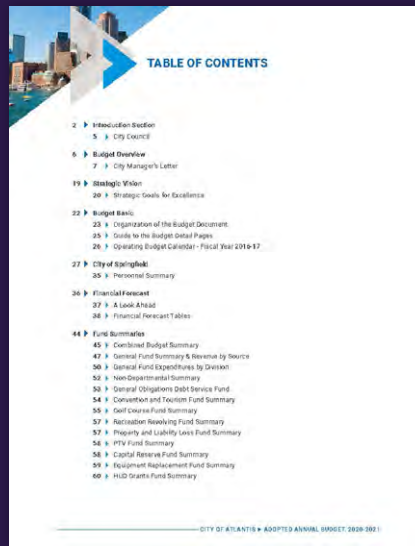 TABLE OF CONTENTS
2 Introduction Section
5 City Council
6 Budget Overview
7 City Manager's Letter
19 Strategic Vision
20 Strategic Goals for Excellence
22 Budget Basic
23 Organization of the Budget Document
25 Guide to the Budget Detail Pages
26 Operating Budget Calendar - Fiscal Year 2016-17
27 City of Springfield
35 Personnel Summary
36 Financial Forecast
37 A Look Ahead
38 Financial Forecast Tables
44 Fund Summaries
45 Combined Budget Summary
47 General Fund Summary & Revenue by Source
50 General Fund Expenditures by Division
52 Non-Departmental Summary
53 General Obligations Debt Service Fund
54 Convention and Tourism Fund Summary
55 Golf Course Fund Summary
57 Recreation Revolving Fund Summary
57 Property and Liability Loss Fund Summary
58 PTV Fund Summary
58 Capital Reserve Fund Summary
59 Equipment Replacement Fund Summary
60 HUD Grants Fund Summary
CITY OF ATLANTIS ▶ ADOPTED ANNUAL BUDGET: 2020-2021